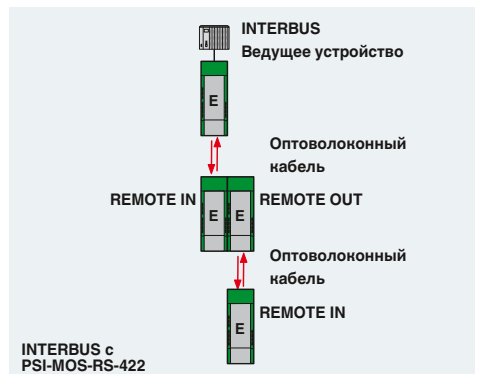 INTERBUS
Ведущее устройство
E
Оптоволоконный
кабель
REMOTE IN
E
E
REMOTE OUT
Оптоволоконный
кабель
E
REMOTE IN
INTERBUS с
PSI-MOS-RS-422